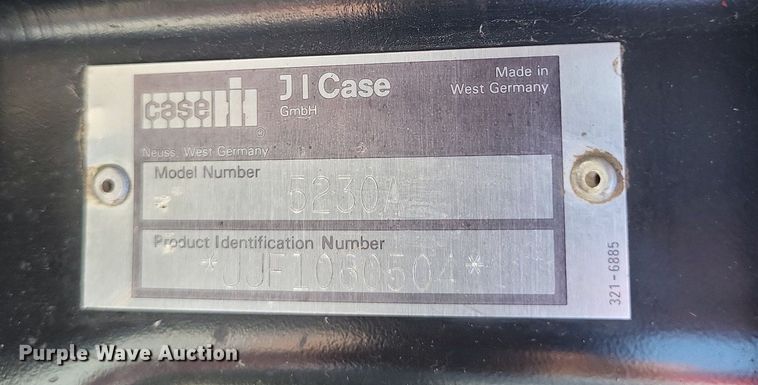 case IH
®
J I Case
GmbH
Made in
West Germany
Neuss, West Germany
Model Number
5230A
Product Identification Number
*JJF1030504*
321-6885
Purple Wave Auction